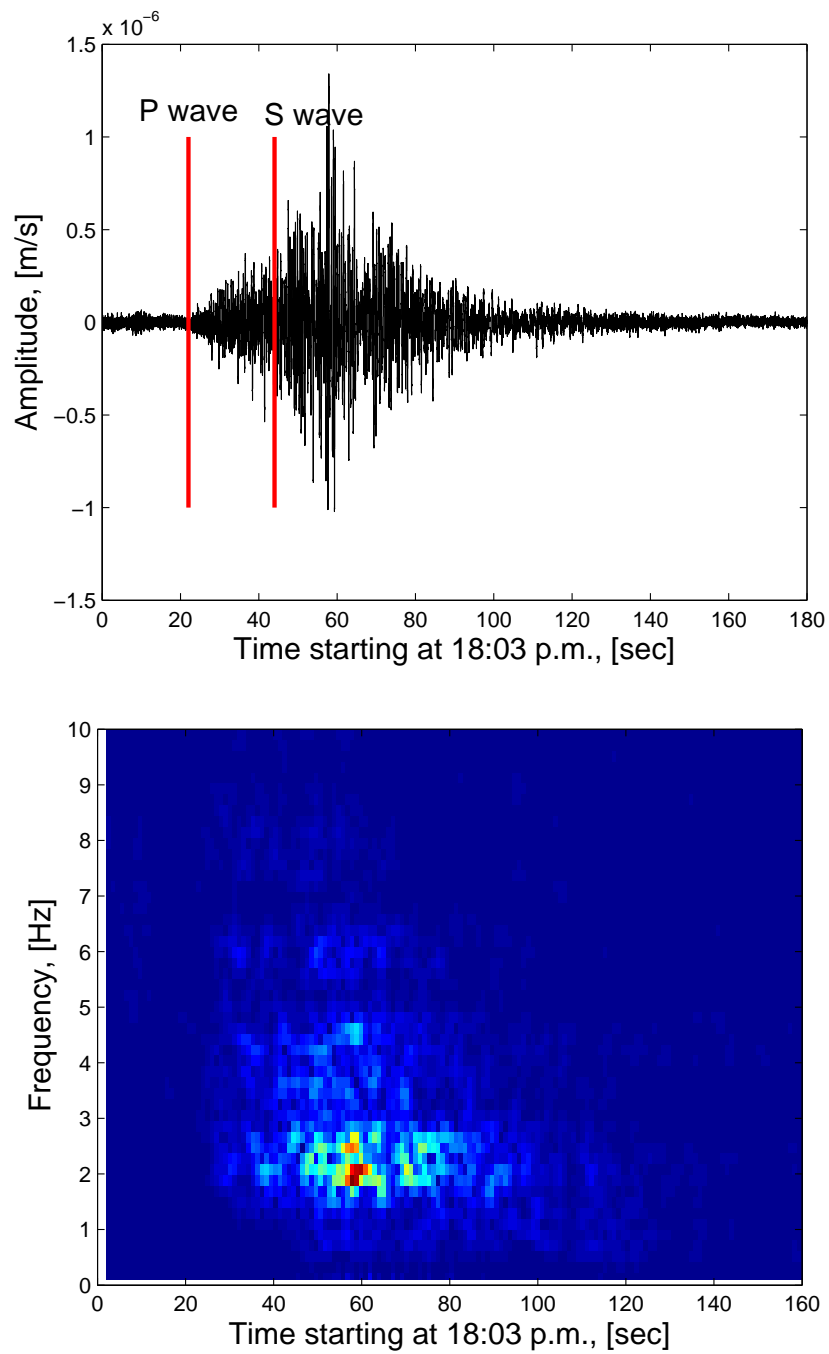 x 10⁻⁶
1.5
1
0.5
0
−0.5
−1
−1.5
Amplitude, [m/s]
P wave
S wave
0 20 40 60 80 100 120 140 160 180
Time starting at 18:03 p.m., [sec]
10
9
8
7
6
5
4
3
2
1
0
Frequency, [Hz]
0 20 40 60 80 100 120 140 160
Time starting at 18:03 p.m., [sec]